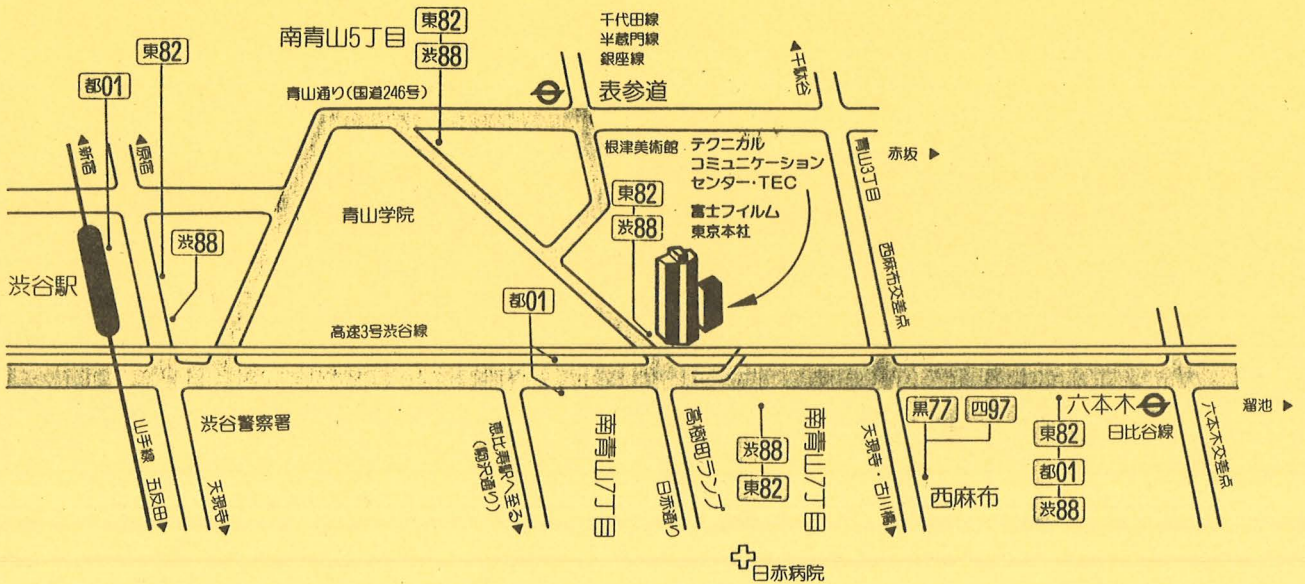 千代田線
半蔵門線
銀座線
表参道
南青山5丁目
東82
渋88
東82
都01
青山通り(国道246号)
▲千駄谷
赤坂 ▶
青山3丁目
▲新宿
▲原宿
根津美術館
テクニカル
コミュニケーション
センター・TEC
富士フイルム
東京本社
東82
渋88
青山学院
渋88
渋谷駅
西麻布交差点
都01
高速3号渋谷線
渋谷警察署
山手線 五反田▼
天現寺▼
恵比寿駅へ至る▼
(駒沢通り)
南青山7丁目
高樹町ランプ
日赤通り
渋88
東82
南青山7丁目
天現寺・古川橋▼
黒77
四97
西麻布
六本木
日比谷線
東82
都01
渋88
六本木交差点
溜池 ▶
日赤病院